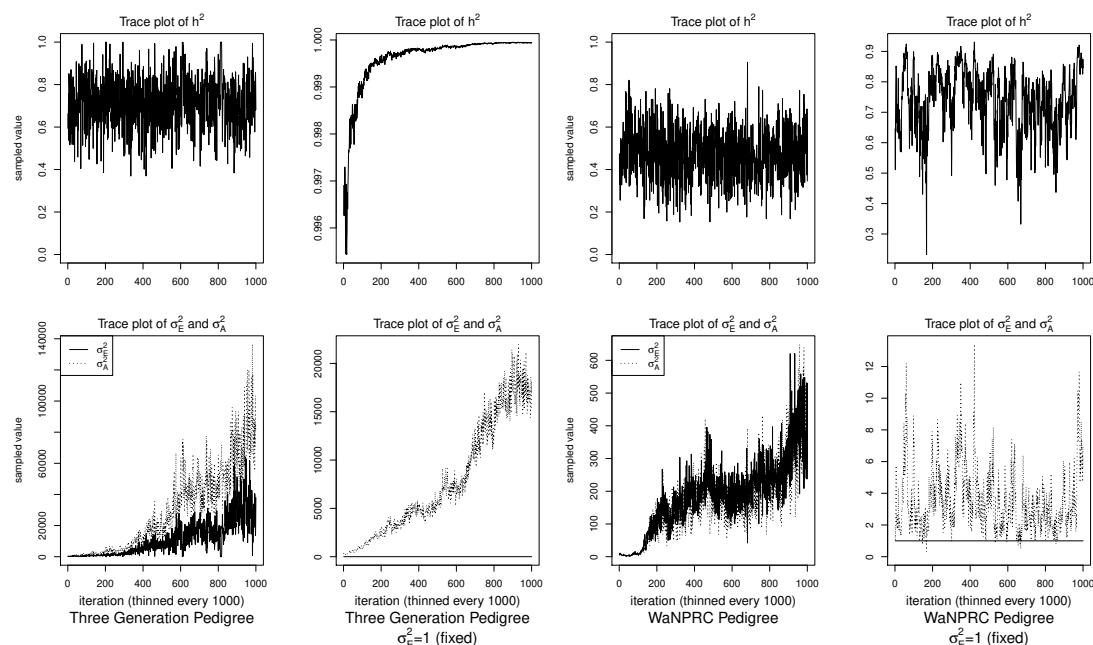 Trace plot of h²
sampled value
0.0 0.2 0.4 0.6 0.8 1.0
0 200 400 600 800 1000
Trace plot of h²
0.996 0.997 0.998 0.999 1.000
0 200 400 600 800 1000
Trace plot of h²
sampled value
0.0 0.2 0.4 0.6 0.8 1.0
0 200 400 600 800 1000
Trace plot of h²
0.3 0.4 0.5 0.6 0.7 0.8 0.9
0 200 400 600 800 1000
Trace plot of σ²E and σ²A
σ²E
σ²A
sampled value
0 20000 60000 100000 140000
0 200 400 600 800 1000
iteration (thinned every 1000)
Three Generation Pedigree
Trace plot of σ²E and σ²A
0 5000 10000 15000 20000
0 200 400 600 800 1000
iteration (thinned every 1000)
Three Generation Pedigree
σ²E=1 (fixed)
Trace plot of σ²E and σ²A
σ²E
σ²A
sampled value
0 100 200 300 400 500 600
0 200 400 600 800 1000
iteration (thinned every 1000)
WaNPRC Pedigree
Trace plot of σ²E and σ²A
0 2 4 6 8 10 12
0 200 400 600 800 1000
iteration (thinned every 1000)
WaNPRC Pedigree
σ²E=1 (fixed)